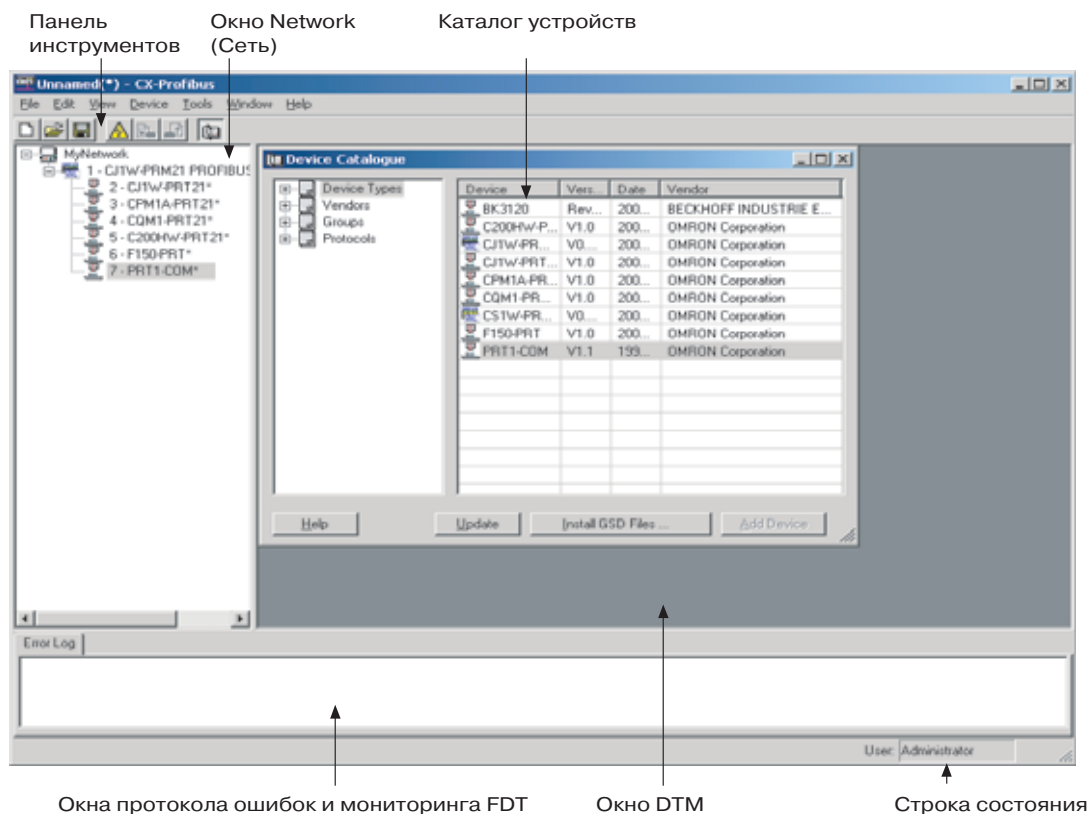 Панель инструментов
Окно Network (Сеть)
Каталог устройств
Unnamed(*) - CX-Profibus
File Edit View Device Tools Window Help
MyNetwork
1 - CJ1W-PRM21 PROFIBUS
2 - CJ1W-PRT21*
3 - CPM1A-PRT21*
4 - CQM1-PRT21*
5 - C200HW-PRT21*
6 - F150-PRT*
7 - PRT1-COM*
Device Catalogue
Device Types
Vendors
Groups
Protocols
Device Vers... Date Vendor
BK3120 Rev... 200... BECKHOFF INDUSTRIE E...
C200HW-P... V1.0 200... OMRON Corporation
CJ1W-PR... V0.... 200... OMRON Corporation
CJ1W-PRT... V1.0 200... OMRON Corporation
CPM1A-PR... V1.0 200... OMRON Corporation
CQM1-PR... V1.0 200... OMRON Corporation
CS1W-PR... V0.... 200... OMRON Corporation
F150-PRT V1.0 200... OMRON Corporation
PRT1-COM V1.1 199... OMRON Corporation
Help Update Install GSD Files ... Add Device
Error Log
User: Administrator
Окна протокола ошибок и мониторинга FDT
Окно DTM
Строка состояния